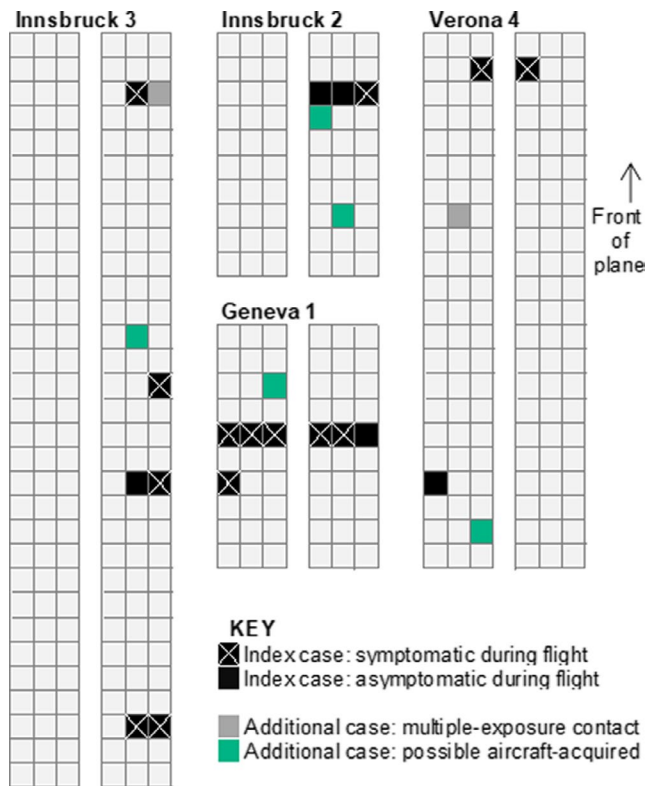 Innsbruck 3
Innsbruck 2
Verona 4
Front
of
plane
Geneva 1
KEY
Index case: symptomatic during flight
Index case: asymptomatic during flight
Additional case: multiple-exposure contact
Additional case: possible aircraft-acquired